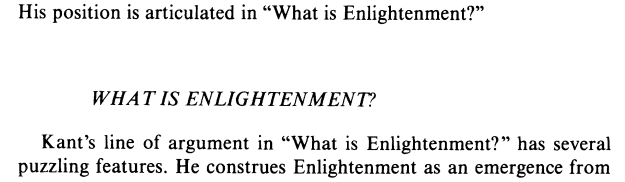 His position is articulated in “What is Enlightenment?”
WHAT IS ENLIGHTENMENT?
Kant’s line of argument in “What is Enlightenment?” has several
puzzling features. He construes Enlightenment as an emergence from